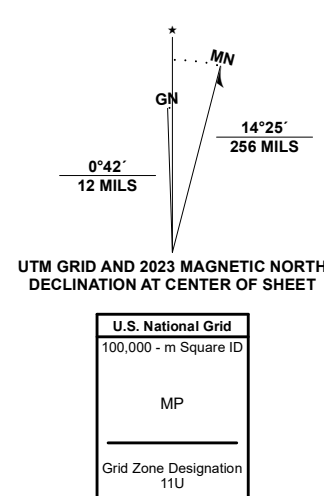 ★
MN
GN
14°25´
256 MILS
0°42´
12 MILS
UTM GRID AND 2023 MAGNETIC NORTH
DECLINATION AT CENTER OF SHEET
U.S. National Grid
100,000 - m Square ID
MP
Grid Zone Designation
11U